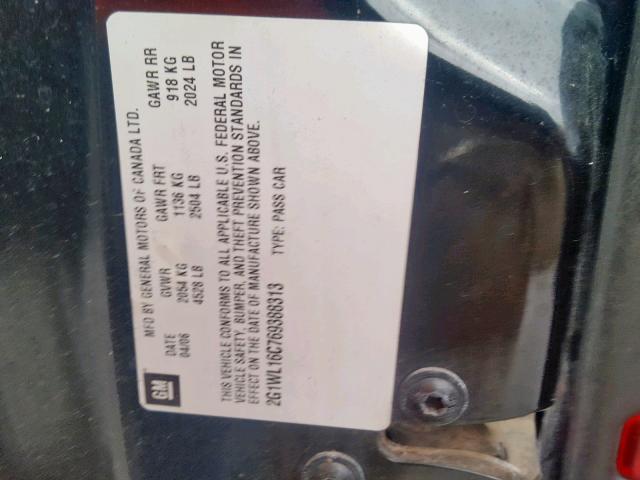 GM
MFD BY GENERAL MOTORS OF CANADA LTD.
DATE GVWR GAWR FRT GAWR RR
04/06 2054 KG 1136 KG 918 KG
4528 LB 2504 LB 2024 LB
THIS VEHICLE CONFORMS TO ALL APPLICABLE U.S. FEDERAL MOTOR
VEHICLE SAFETY, BUMPER, AND THEFT PREVENTION STANDARDS IN
EFFECT ON THE DATE OF MANUFACTURE SHOWN ABOVE.
2G1WL16C769386313 TYPE: PASS CAR